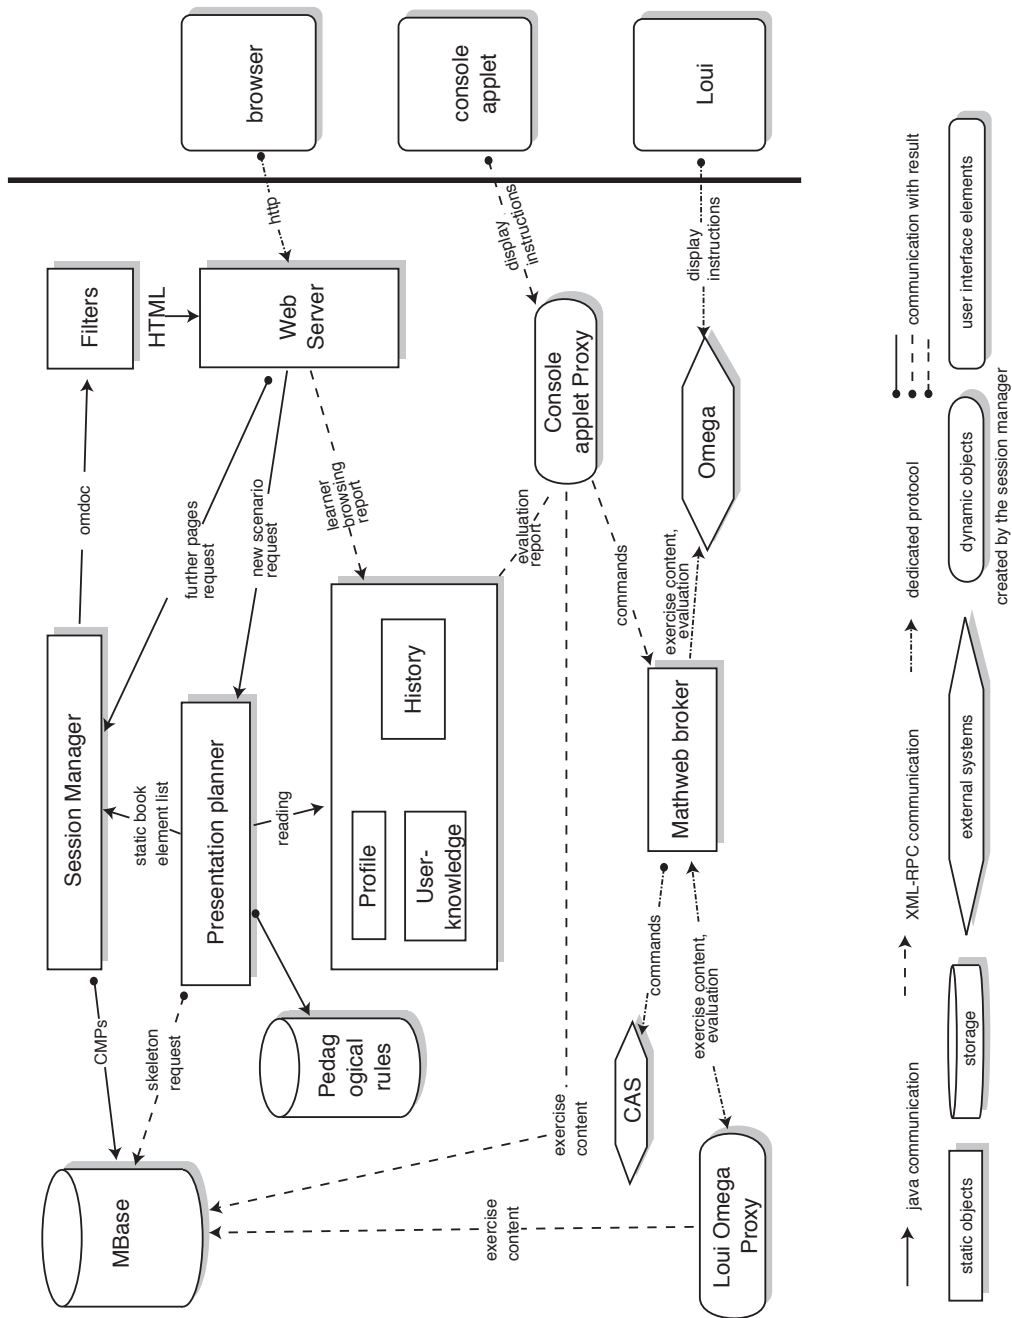 browser
console
applet
Loui
http
display
instructions
display
instructions
Filters
HTML
Web
Server
Console
applet Proxy
Omega
omdoc
further pages
request
new scenario
request
learner
browsing
report
evaluation
report
commands
exercise content,
evaluation
Session Manager
static book
element list
Presentation planner
reading
History
Profile
User-
knowledge
Mathweb broker
CMPs
skeleton
request
Pedag
ogical
rules
exercise
content
commands
CAS
exercise content,
evaluation
MBase
exercise
content
Loui Omega
Proxy
java communication
XML-RPC communication
dedicated protocol
communication with result
static objects
storage
external systems
dynamic objects
created by the session manager
user interface elements